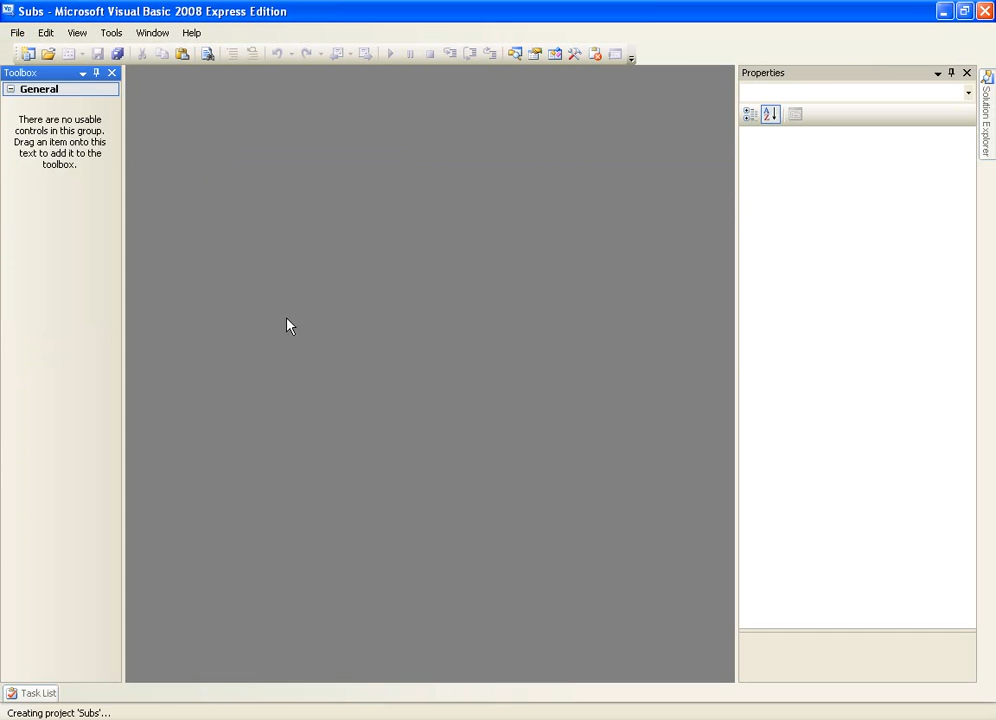 Subs - Microsoft Visual Basic 2008 Express Edition
File Edit View Tools Window Help
Toolbox
General
There are no usable
controls in this group.
Drag an item onto this
text to add it to the
toolbox.
Properties
Solution Explorer
Task List
Creating project 'Subs'...